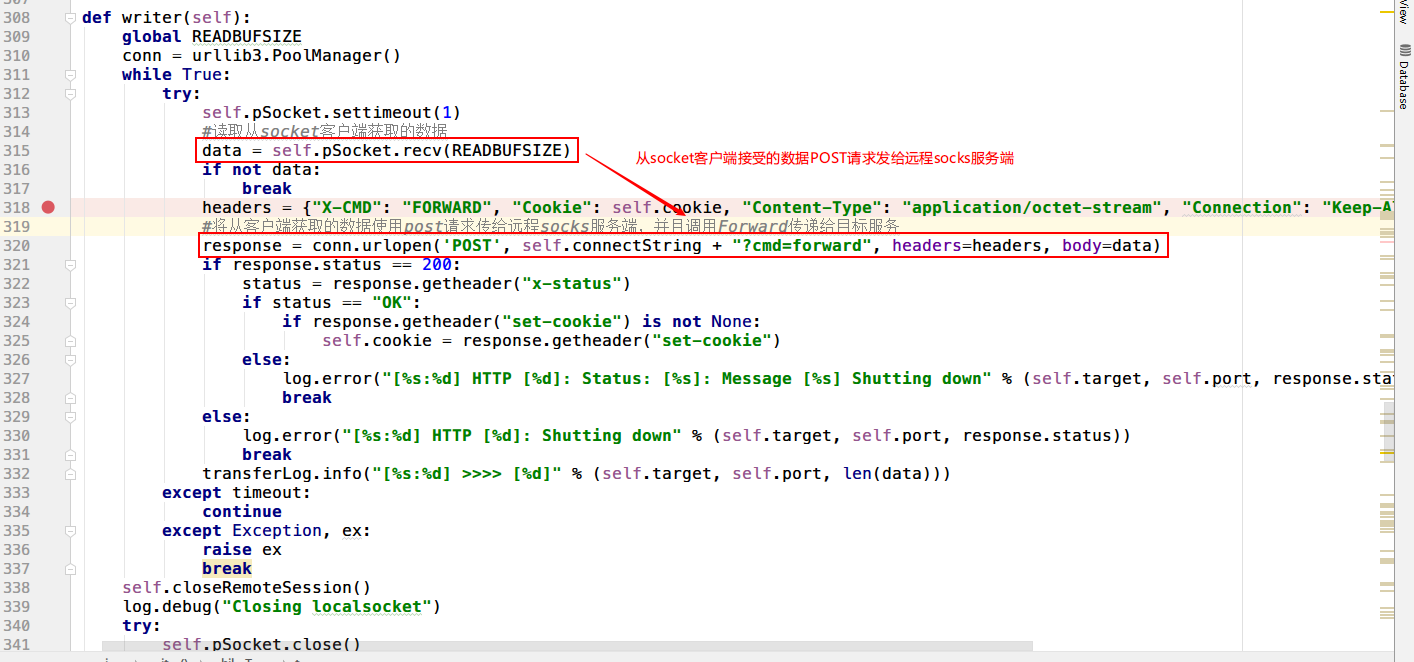 308 def writer(self):
309 global READBUFSIZE
310 conn = urllib3.PoolManager()
311 while True:
312 try:
313 self.pSocket.settimeout(1)
314 #读取从socket客户端获取的数据
315 data = self.pSocket.recv(READBUFSIZE)
从socket客户端接受的数据POST请求发给远程socks服务端
316 if not data:
317 break
318 headers = {"X-CMD": "FORWARD", "Cookie": self.cookie, "Content-Type": "application/octet-stream", "Connection": "Keep-A
319 #将从客户端获取的数据使用post请求传给远程socks服务端，并且调用Forward传递给目标服务
320 response = conn.urlopen('POST', self.connectString + "?cmd=forward", headers=headers, body=data)
321 if response.status == 200:
322 status = response.getheader("x-status")
323 if status == "OK":
324 if response.getheader("set-cookie") is not None:
325 self.cookie = response.getheader("set-cookie")
326 else:
327 log.error("[%s:%d] HTTP [%d]: Status: [%s]: Message [%s] Shutting down" % (self.target, self.port, response.sta
328 break
329 else:
330 log.error("[%s:%d] HTTP [%d]: Shutting down" % (self.target, self.port, response.status))
331 break
332 transferLog.info("[%s:%d] >>>> [%d]" % (self.target, self.port, len(data)))
333 except timeout:
334 continue
335 except Exception, ex:
336 raise ex
337 break
338 self.closeRemoteSession()
339 log.debug("Closing localsocket")
340 try:
341 self.pSocket.close()
View
Database